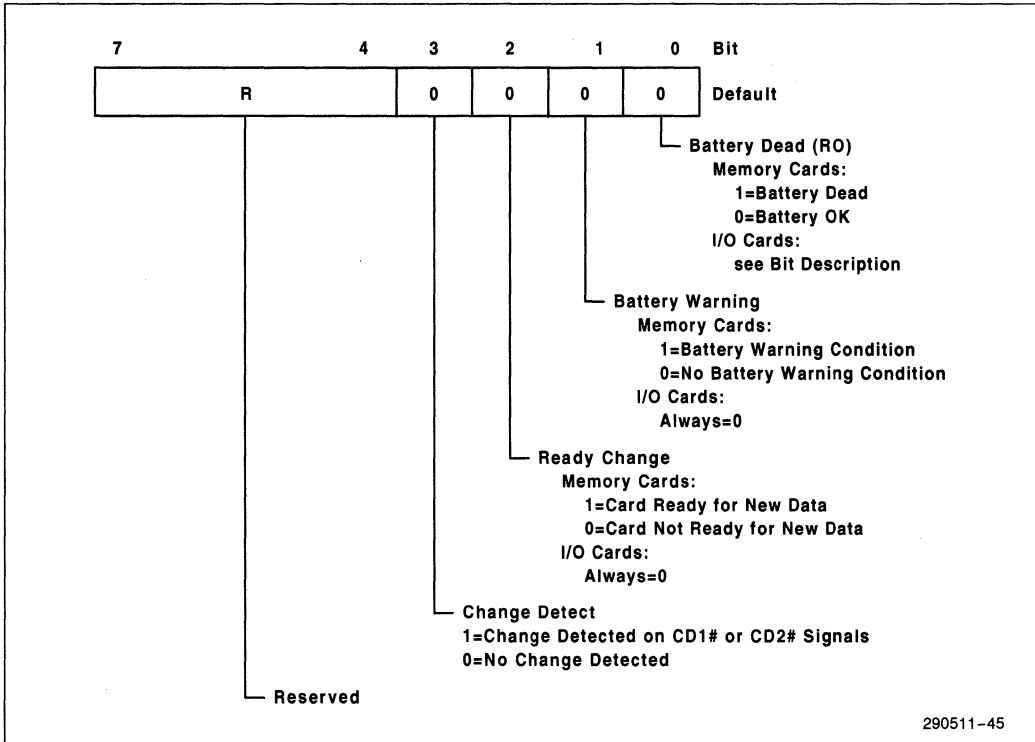 7 4 3 2 1 0 Bit
R 0 0 0 0 Default
Battery Dead (RO)
Memory Cards:
1=Battery Dead
0=Battery OK
I/O Cards:
see Bit Description
Battery Warning
Memory Cards:
1=Battery Warning Condition
0=No Battery Warning Condition
I/O Cards:
Always=0
Ready Change
Memory Cards:
1=Card Ready for New Data
0=Card Not Ready for New Data
I/O Cards:
Always=0
Change Detect
1=Change Detected on CD1# or CD2# Signals
0=No Change Detected
Reserved
290511-45